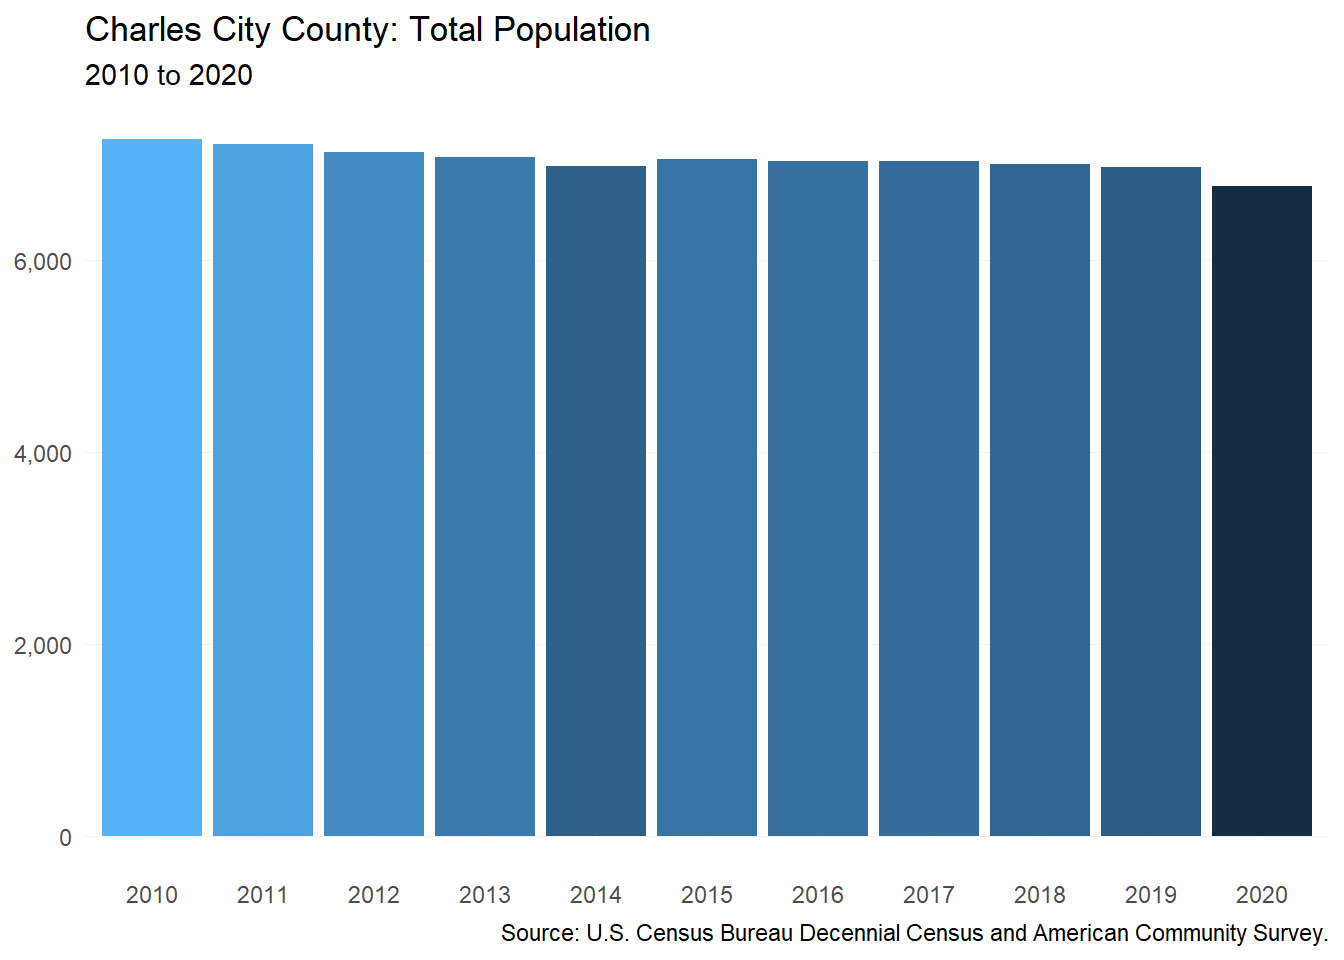 Charles City County: Total Population
2010 to 2020
6,000
4,000
2,000
0
2010 2011 2012 2013 2014 2015 2016 2017 2018 2019 2020
Source: U.S. Census Bureau Decennial Census and American Community Survey.